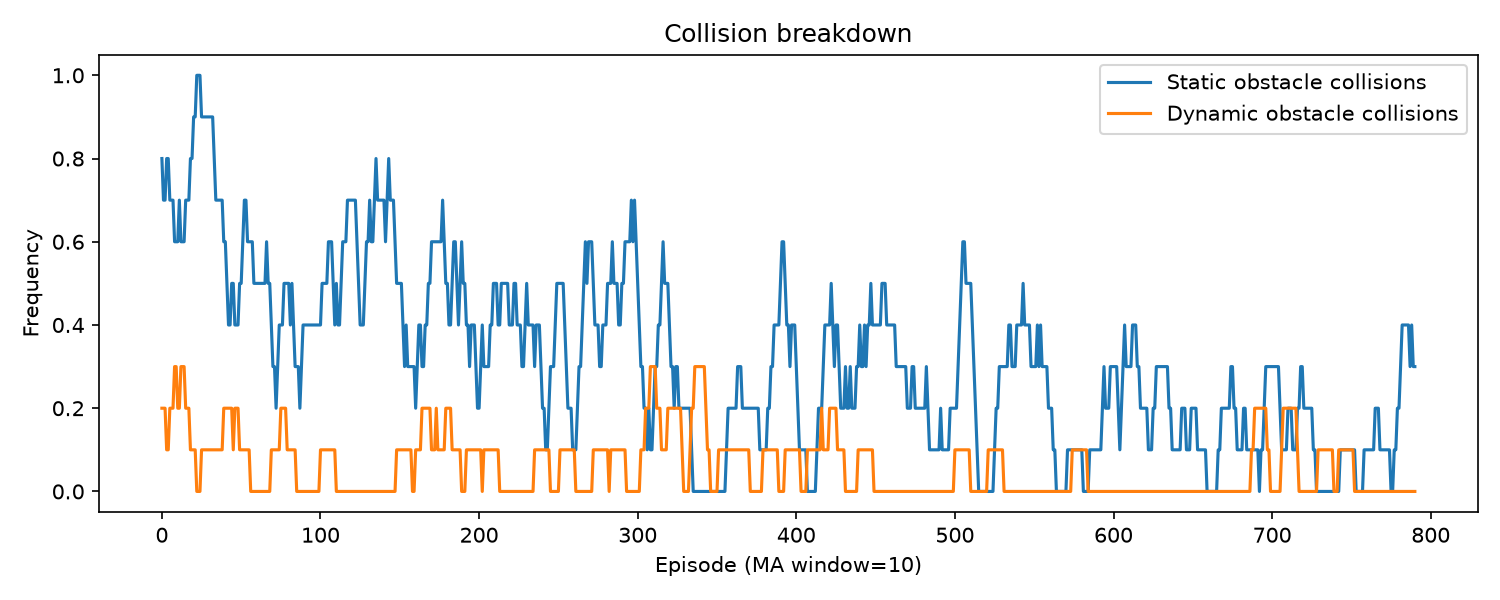 Collision breakdown
Static obstacle collisions
Dynamic obstacle collisions
Frequency
1.0
0.8
0.6
0.4
0.2
0.0
0 100 200 300 400 500 600 700 800
Episode (MA window=10)